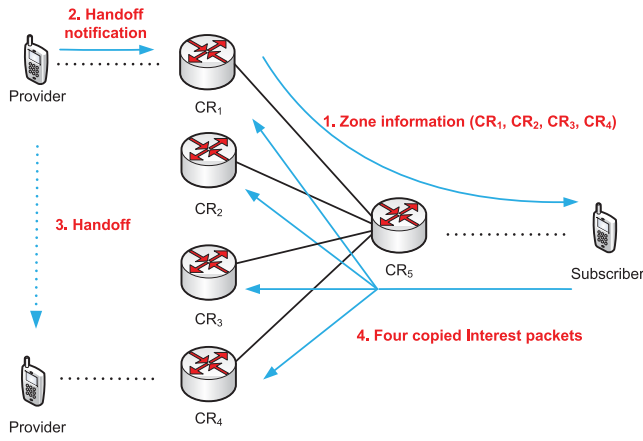 2. Handoff
notification
Provider
CR1
1. Zone information (CR1, CR2, CR3, CR4)
CR2
3. Handoff
CR5
Subscriber
CR3
4. Four copied Interest packets
CR4
Provider